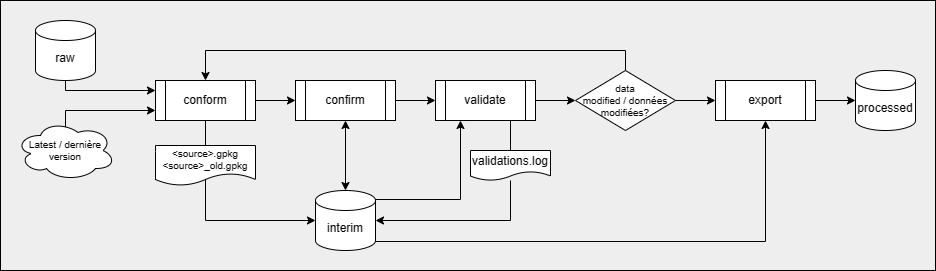 raw
conform
confirm
validate
data
modified / données
modifiées?
export
processed
Latest / dernière
version
<source>.gpkg
<source>_old.gpkg
validations.log
interim